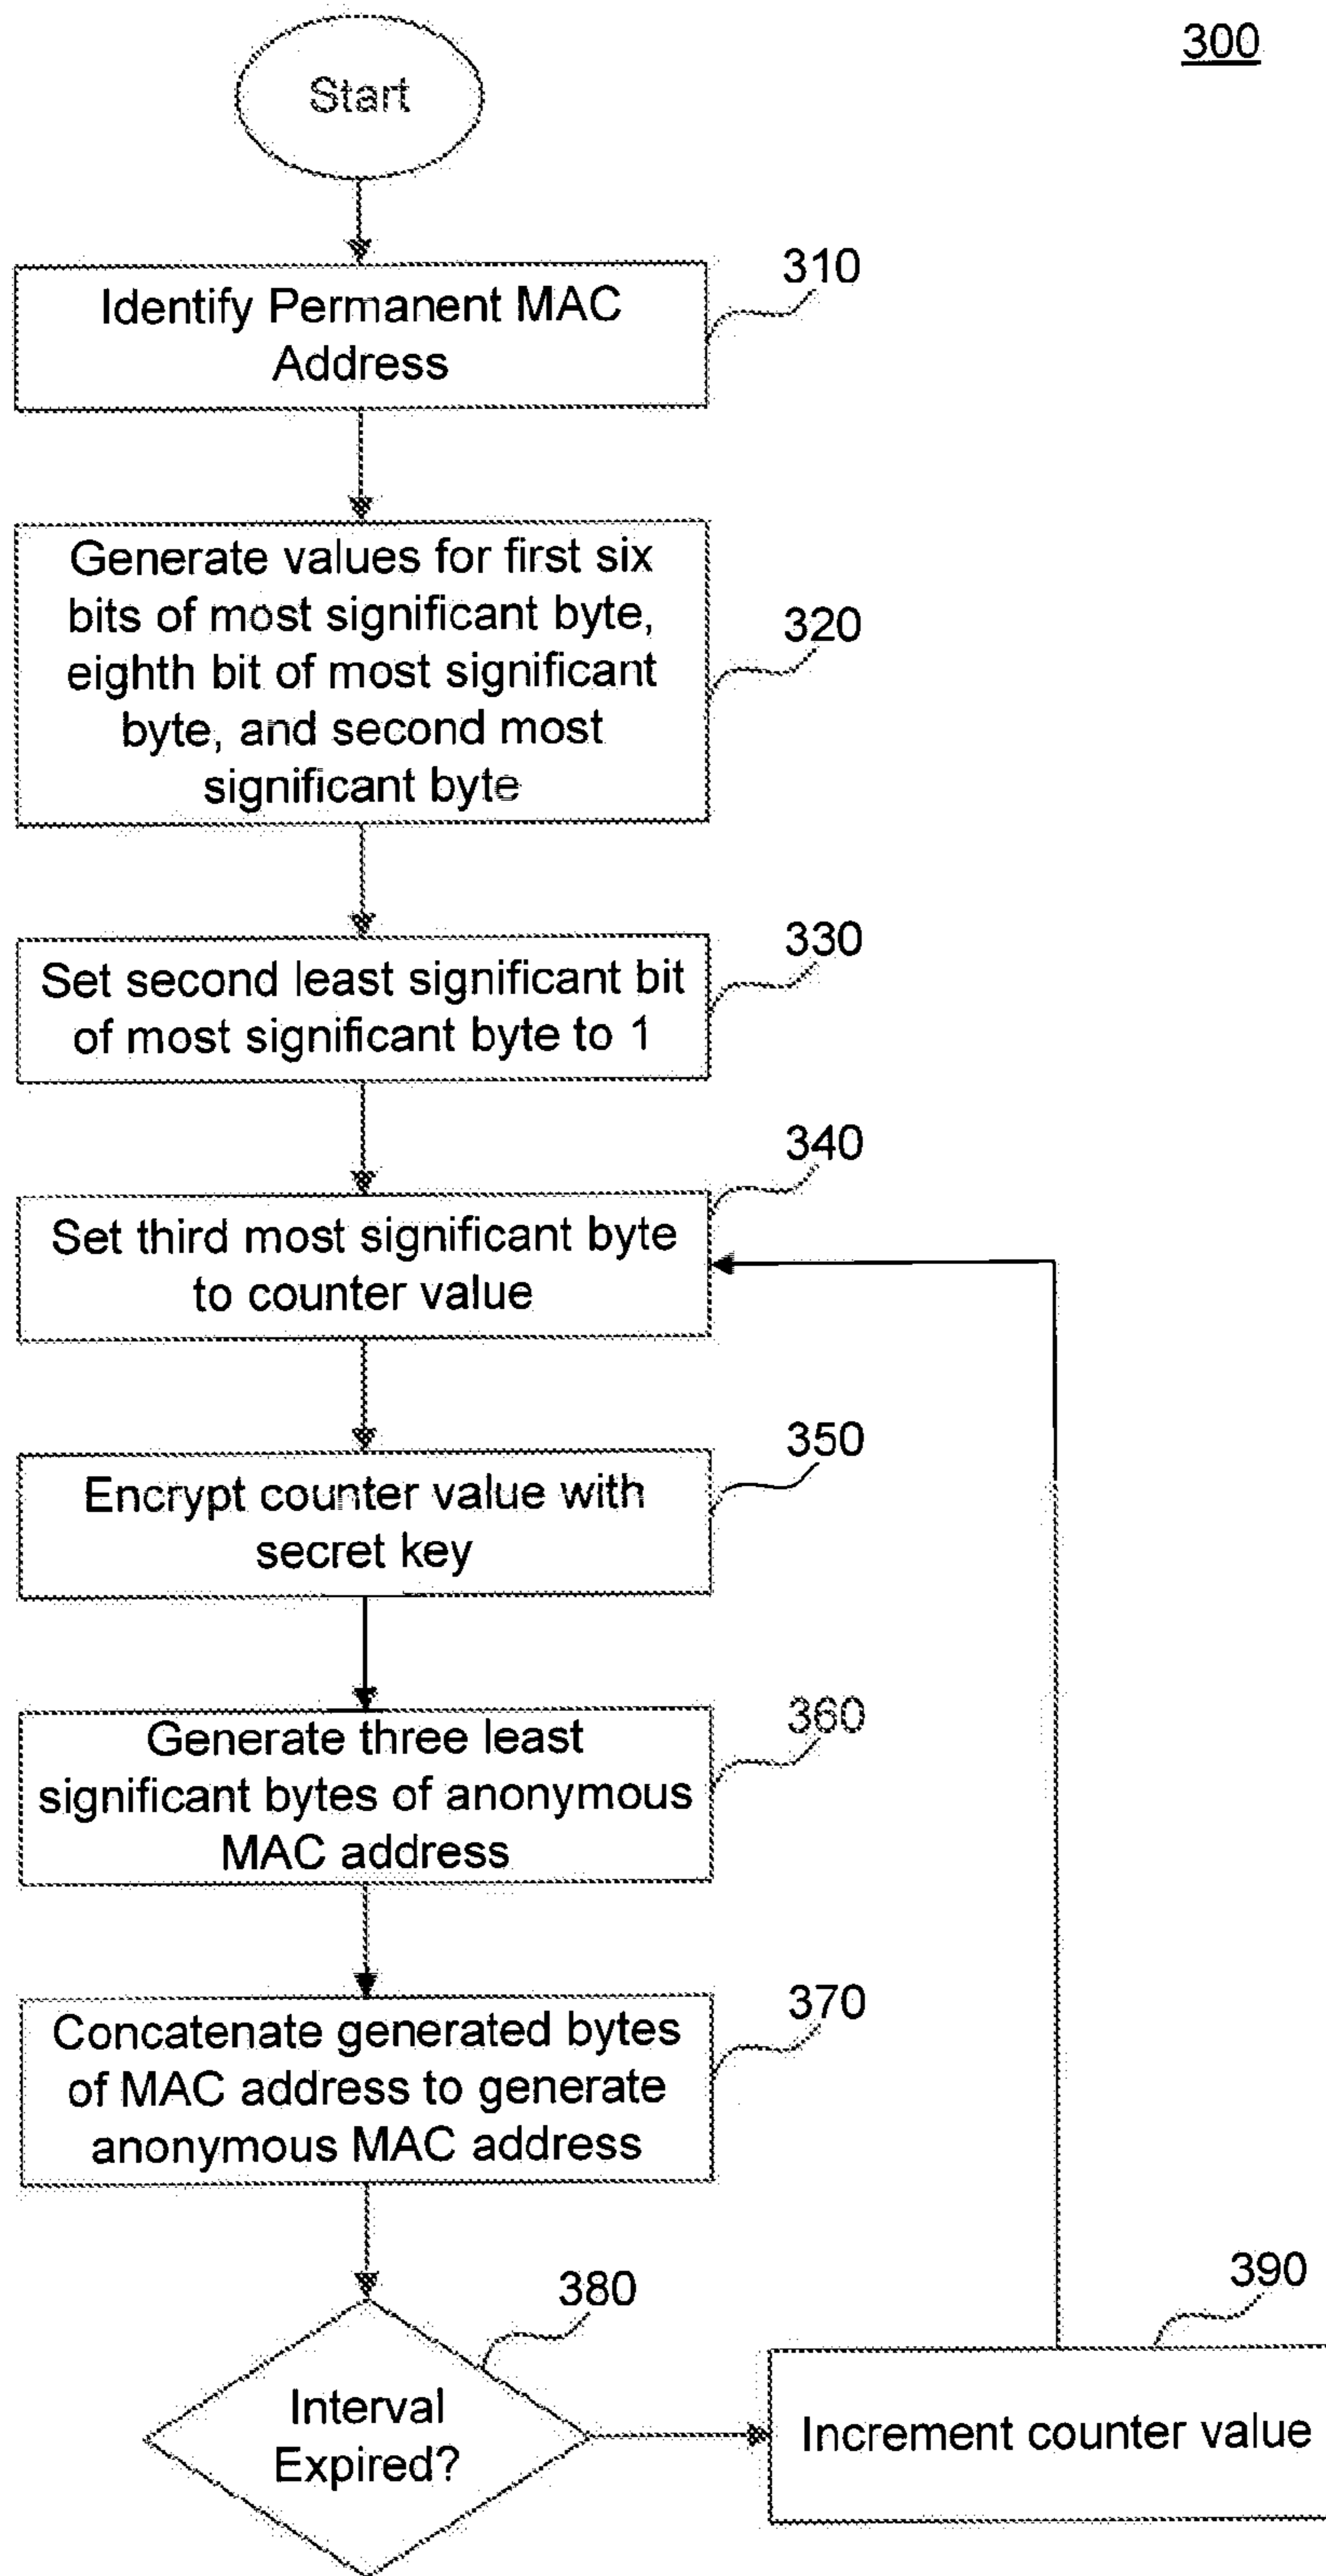 300
Start
310
Identify Permanent MAC
Address
320
Generate values for first six
bits of most significant byte,
eighth bit of most significant
byte, and second most
significant byte
330
Set second least significant bit
of most significant byte to 1
340
Set third most significant byte
to counter value
350
Encrypt counter value with
secret key
360
Generate three least
significant bytes of anonymous
MAC address
370
Concatenate generated bytes
of MAC address to generate
anonymous MAC address
380
Interval
Expired?
390
Increment counter value